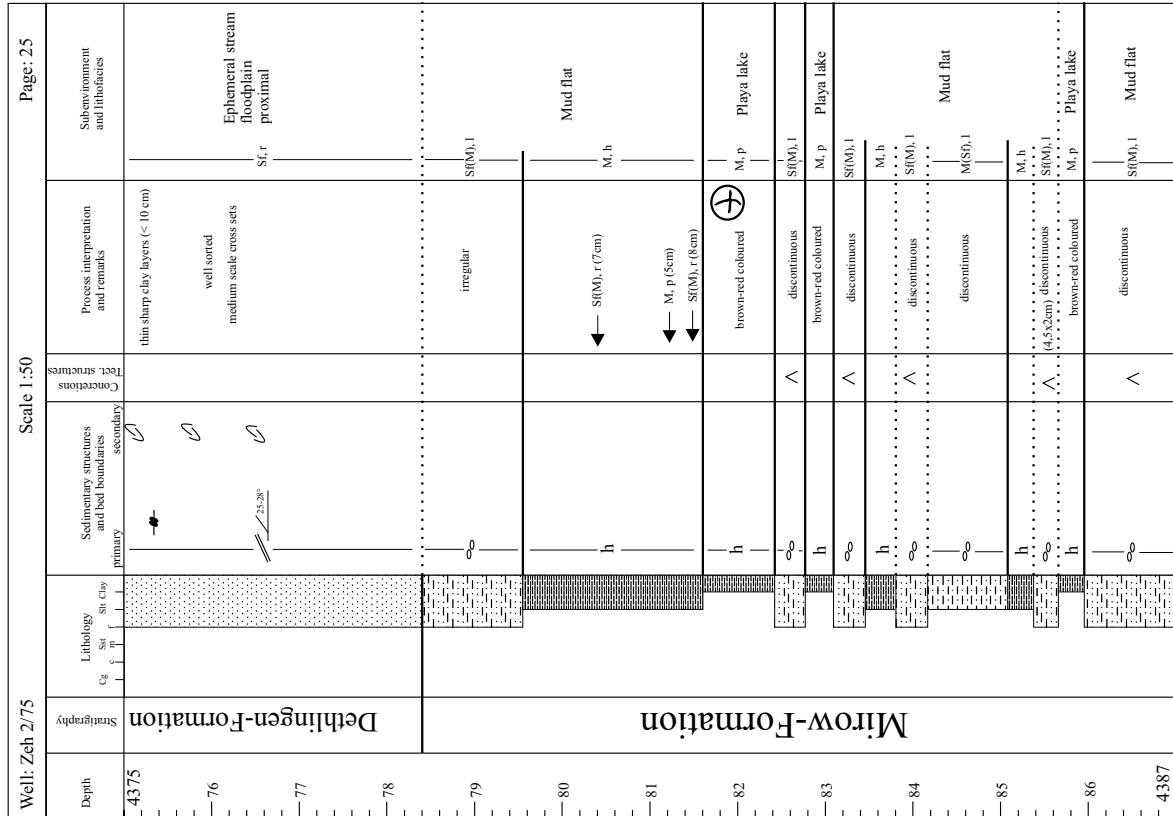 Well: Zeh 2/75
Scale 1:50
Page: 25
Depth
Stratigraphy
Lithology
Cg
c
Sst
m
f
Slt
Clay
Sedimentary structures
and bed boundaries
primary
secondary
Concretions
Tect. structures
Process interpretation
and remarks
Subenvironment
and lithofacies
4375
76
77
78
79
80
81
82
83
84
85
86
4387
Dethlingen-Formation
Mirow-Formation
25-28°
h
h
h
h
h
h
thin sharp clay layers (< 10 cm)
well sorted
medium scale cross sets
irregular
Sf(M), r (7cm)
M, p (5cm)
Sf(M), r (8cm)
brown-red coloured
discontinuous
brown-red coloured
discontinuous
discontinuous
discontinuous
discontinuous
(4,5x2cm)
brown-red coloured
discontinuous
Sf, r
Sf(M), l
M, h
M, p
Sf(M), l
M, p
Sf(M), l
M, h
Sf(M), l
M(Sf), l
M, h
Sf(M), l
M, p
Sf(M), l
Ephemeral stream
floodplain
proximal
Mud flat
Playa lake
Playa lake
Mud flat
Playa lake
Mud flat